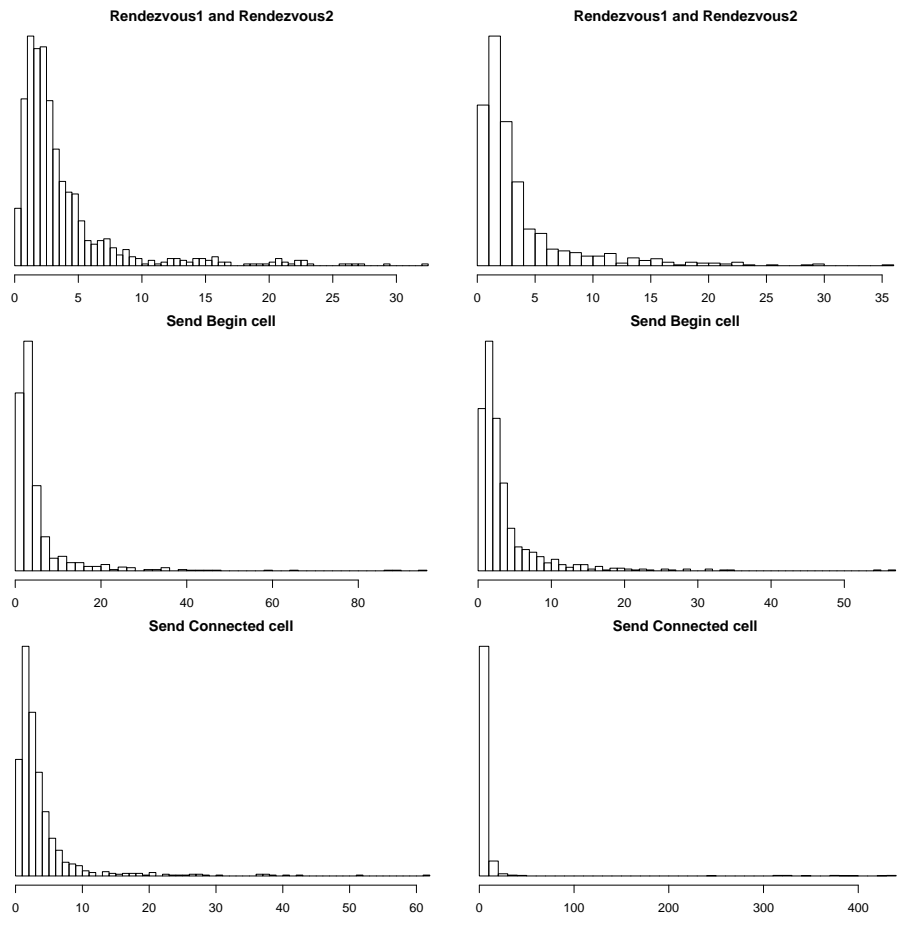 Rendezvous1 and Rendezvous2 Rendezvous1 and Rendezvous2
0 5 10 15 20 25 30 0 5 10 15 20 25 30 35
Send Begin cell Send Begin cell
0 20 40 60 80 0 10 20 30 40 50
Send Connected cell Send Connected cell
0 10 20 30 40 50 60 0 100 200 300 400